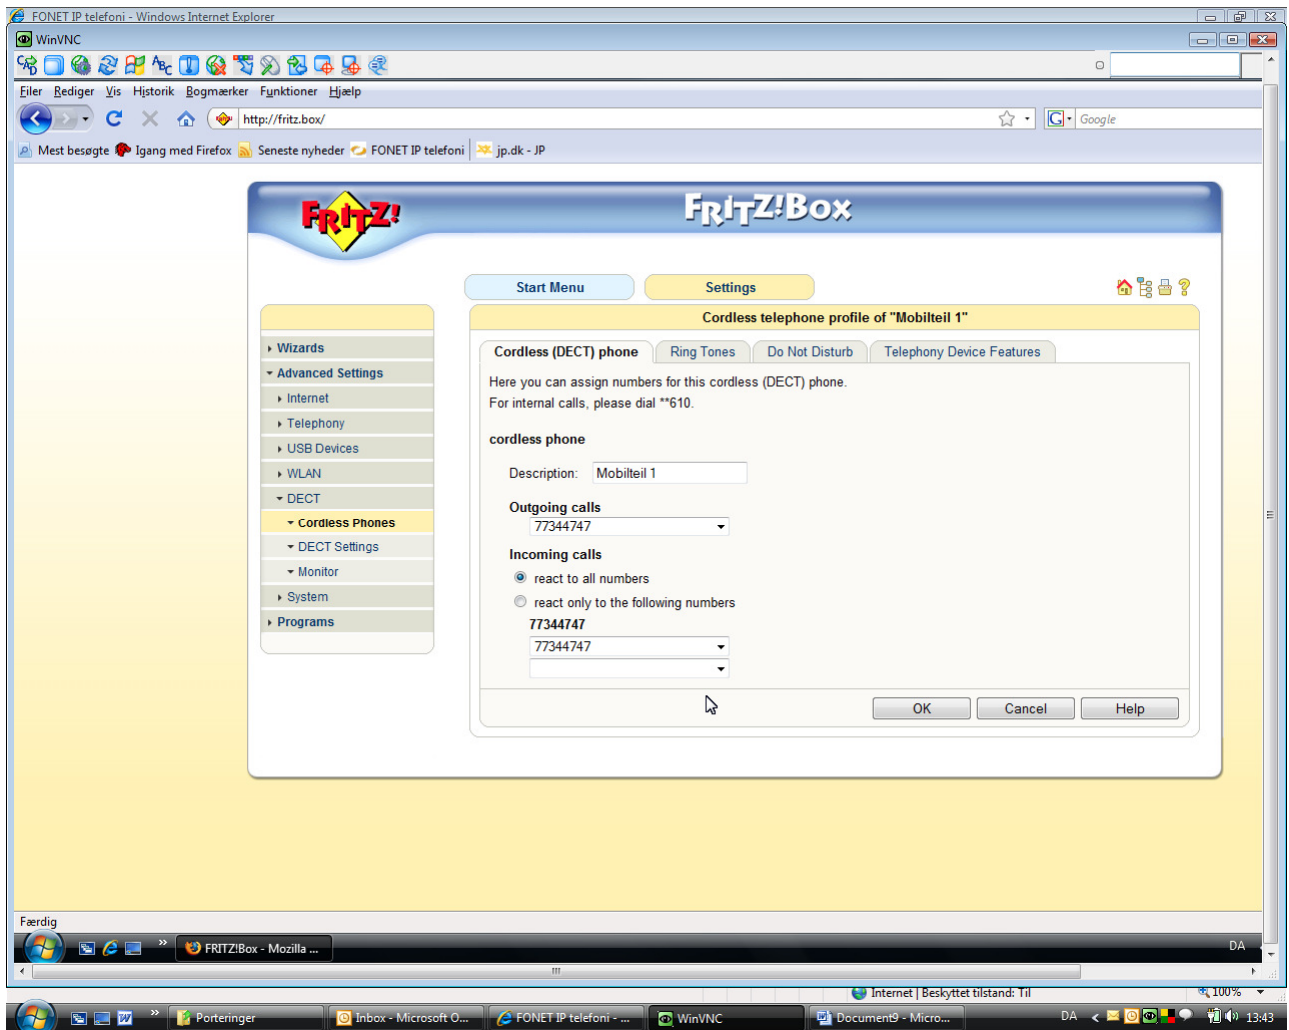 FONET IP telefoni - Windows Internet Explorer
WinVNC
Filer Rediger Vis Historik Bogmærker Funktioner Hjælp
http://fritz.box/
Google
Mest besøgte Igang med Firefox Seneste nyheder FONET IP telefoni jp.dk - JP
FRITZ!
FRITZ!Box
Start Menu Settings
Cordless telephone profile of "Mobilteil 1"
Wizards
Advanced Settings
Internet
Telephony
USB Devices
WLAN
DECT
Cordless Phones
DECT Settings
Monitor
System
Programs
Cordless (DECT) phone Ring Tones Do Not Disturb Telephony Device Features
Here you can assign numbers for this cordless (DECT) phone.
For internal calls, please dial **610.
cordless phone
Description: Mobilteil 1
Outgoing calls
77344747
Incoming calls
react to all numbers
react only to the following numbers
77344747
77344747
OK Cancel Help
Færdig
FRITZ!Box - Mozilla ... DA
Internet | Beskyttet tilstand: Til 100%
Porteringer Inbox - Microsoft O... FONET IP telefoni - ... WinVNC Document9 - Micro... DA 13:43